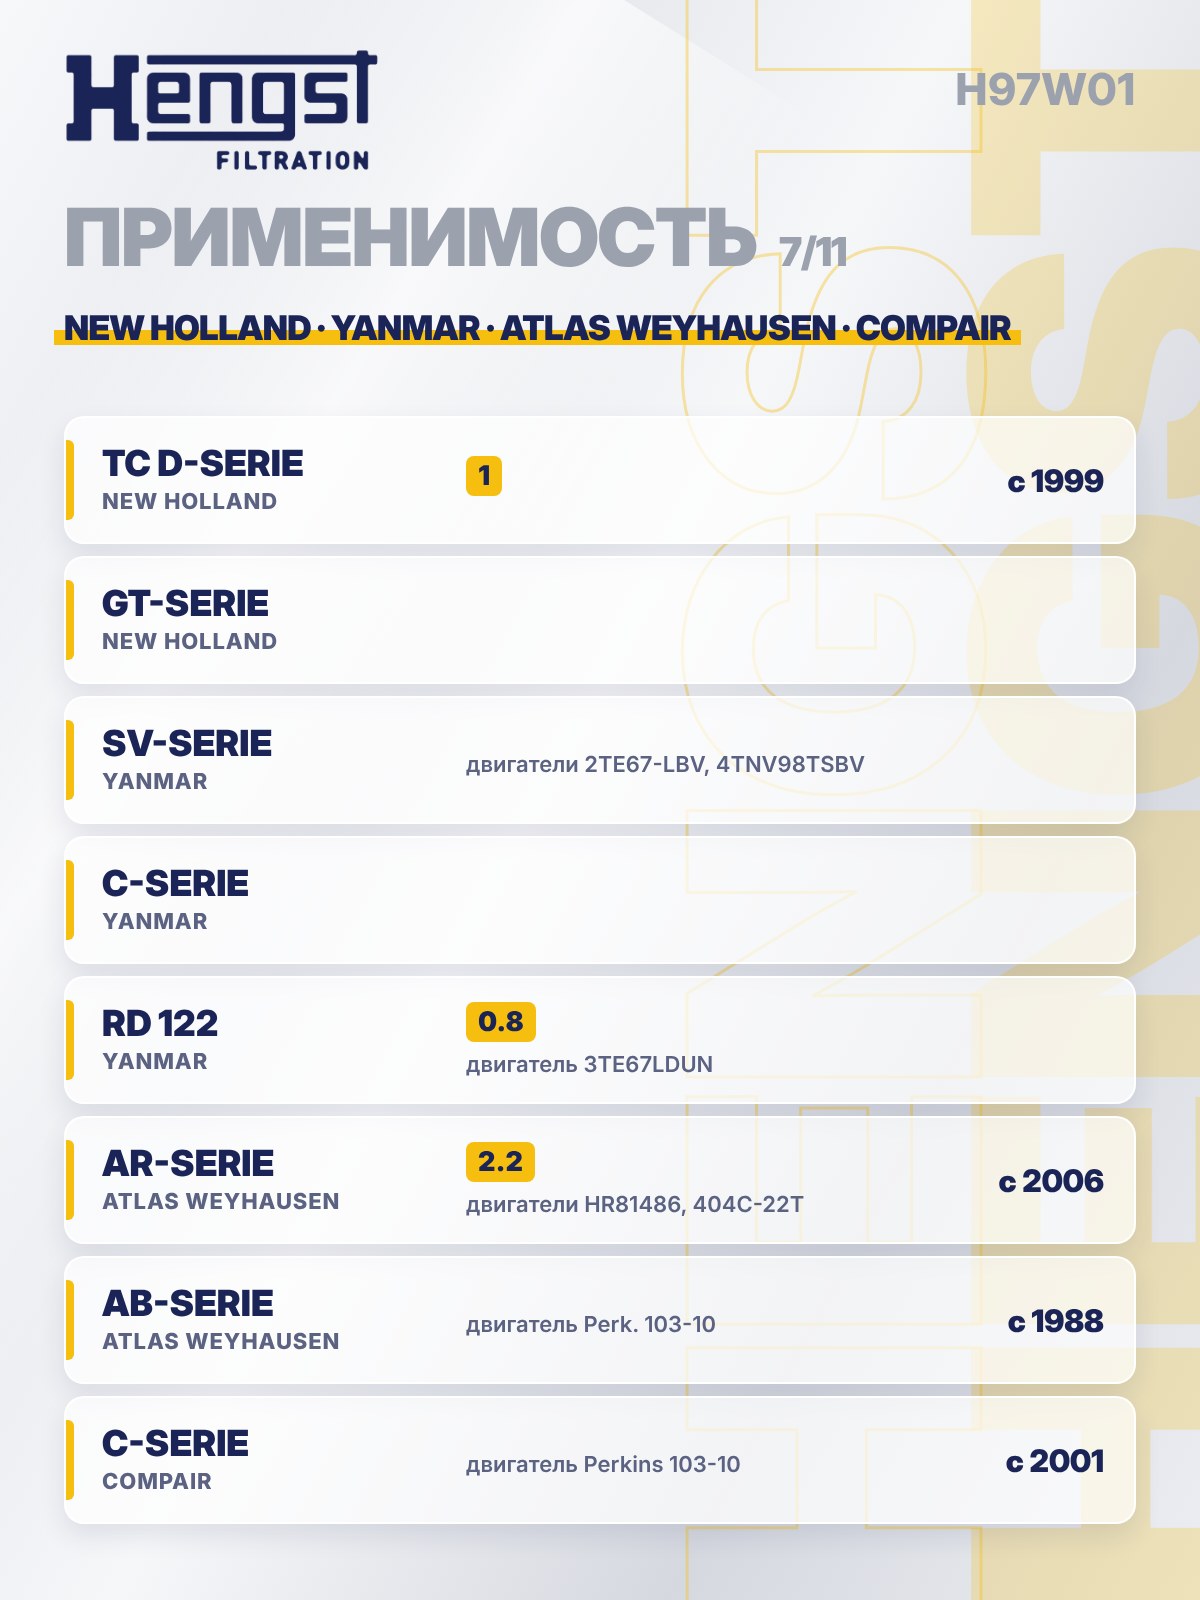 Hengst
FILTRATION
H97W01
ПРИМЕНИМОСТЬ 7/11
NEW HOLLAND · YANMAR · ATLAS WEYHAUSEN · COMPAIR
TC D-SERIE
NEW HOLLAND
1
с 1999
GT-SERIE
NEW HOLLAND
SV-SERIE
YANMAR
двигатели 2TE67-LBV, 4TNV98TSBV
C-SERIE
YANMAR
RD 122
YANMAR
0.8
двигатель 3TE67LDUN
AR-SERIE
ATLAS WEYHAUSEN
2.2
двигатели HR81486, 404C-22T
с 2006
AB-SERIE
ATLAS WEYHAUSEN
двигатель Perk. 103-10
с 1988
C-SERIE
COMPAIR
двигатель Perkins 103-10
с 2001
HENGST
HENGST